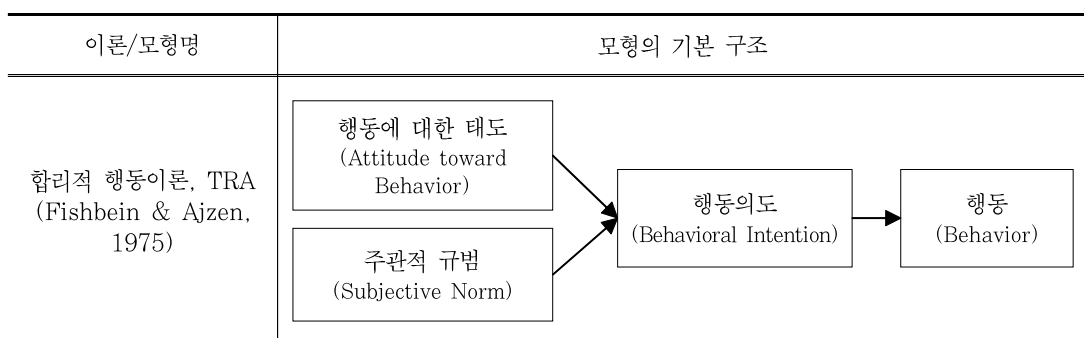 이론/모형명
모형의 기본 구조
합리적 행동이론, TRA
(Fishbein & Ajzen,
1975)
행동에 대한 태도
(Attitude toward
Behavior)
주관적 규범
(Subjective Norm)
행동의도
(Behavioral Intention)
행동
(Behavior)